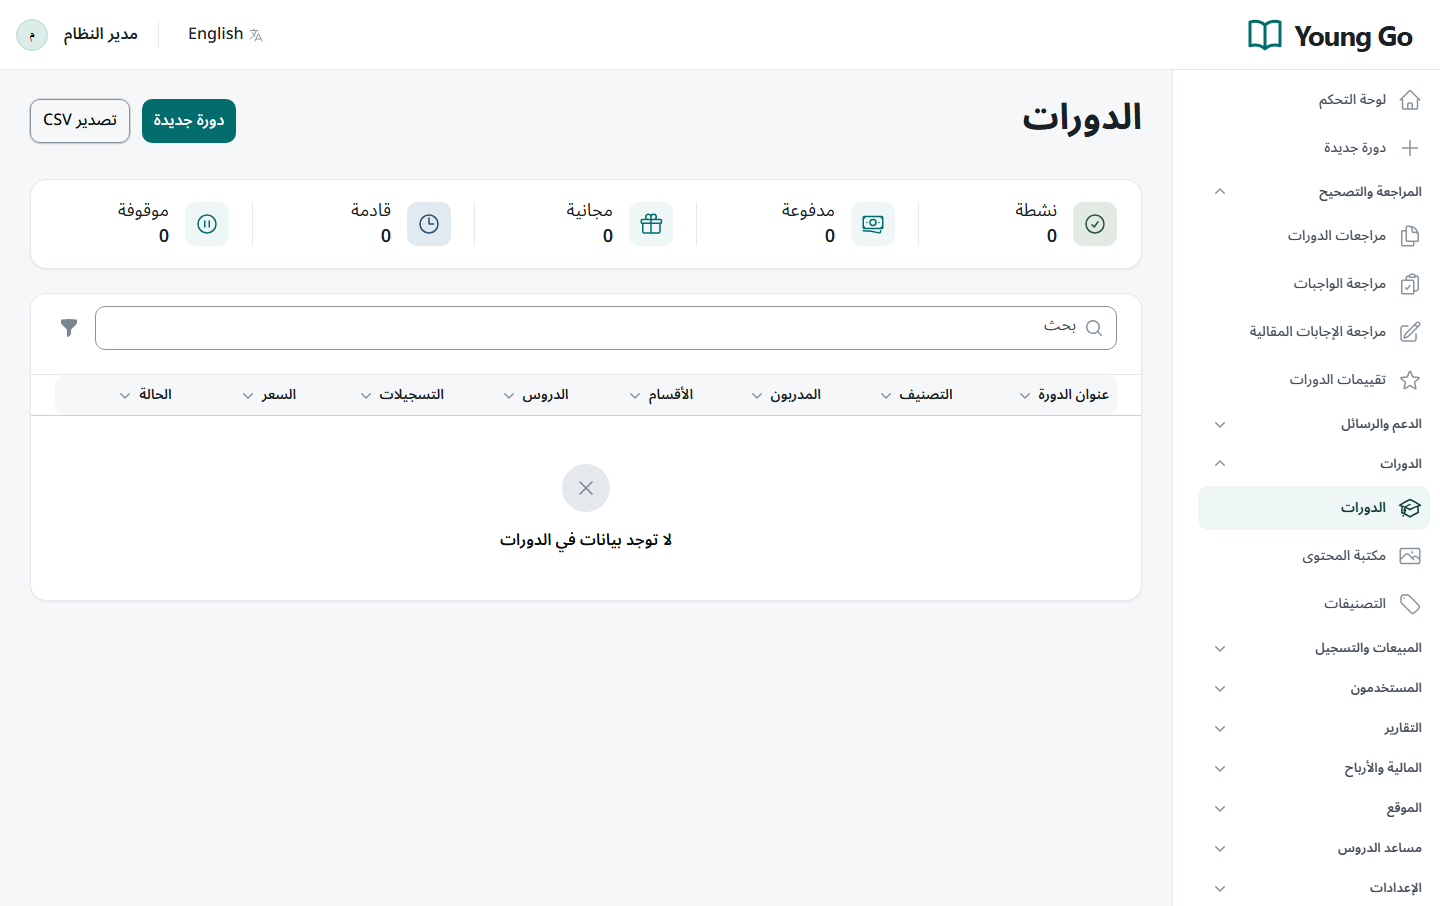 Young Go
English
مدير النظام
م
لوحة التحكم
دورة جديدة
المراجعة والتصحيح
مراجعات الدورات
مراجعة الواجبات
مراجعة الإجابات المقالية
تقييمات الدورات
الدعم والرسائل
الدورات
الدورات
مكتبة المحتوى
التصنيفات
المبيعات والتسجيل
المستخدمون
التقارير
المالية والأرباح
الموقع
مساعد الدروس
الإعدادات
الدورات
دورة جديدة
تصدير CSV
نشطة
0
مدفوعة
0
مجانية
0
قادمة
0
موقوفة
0
بحث
عنوان الدورة التصنيف المدربون الأقسام الدروس التسجيلات السعر الحالة
لا توجد بيانات في الدورات